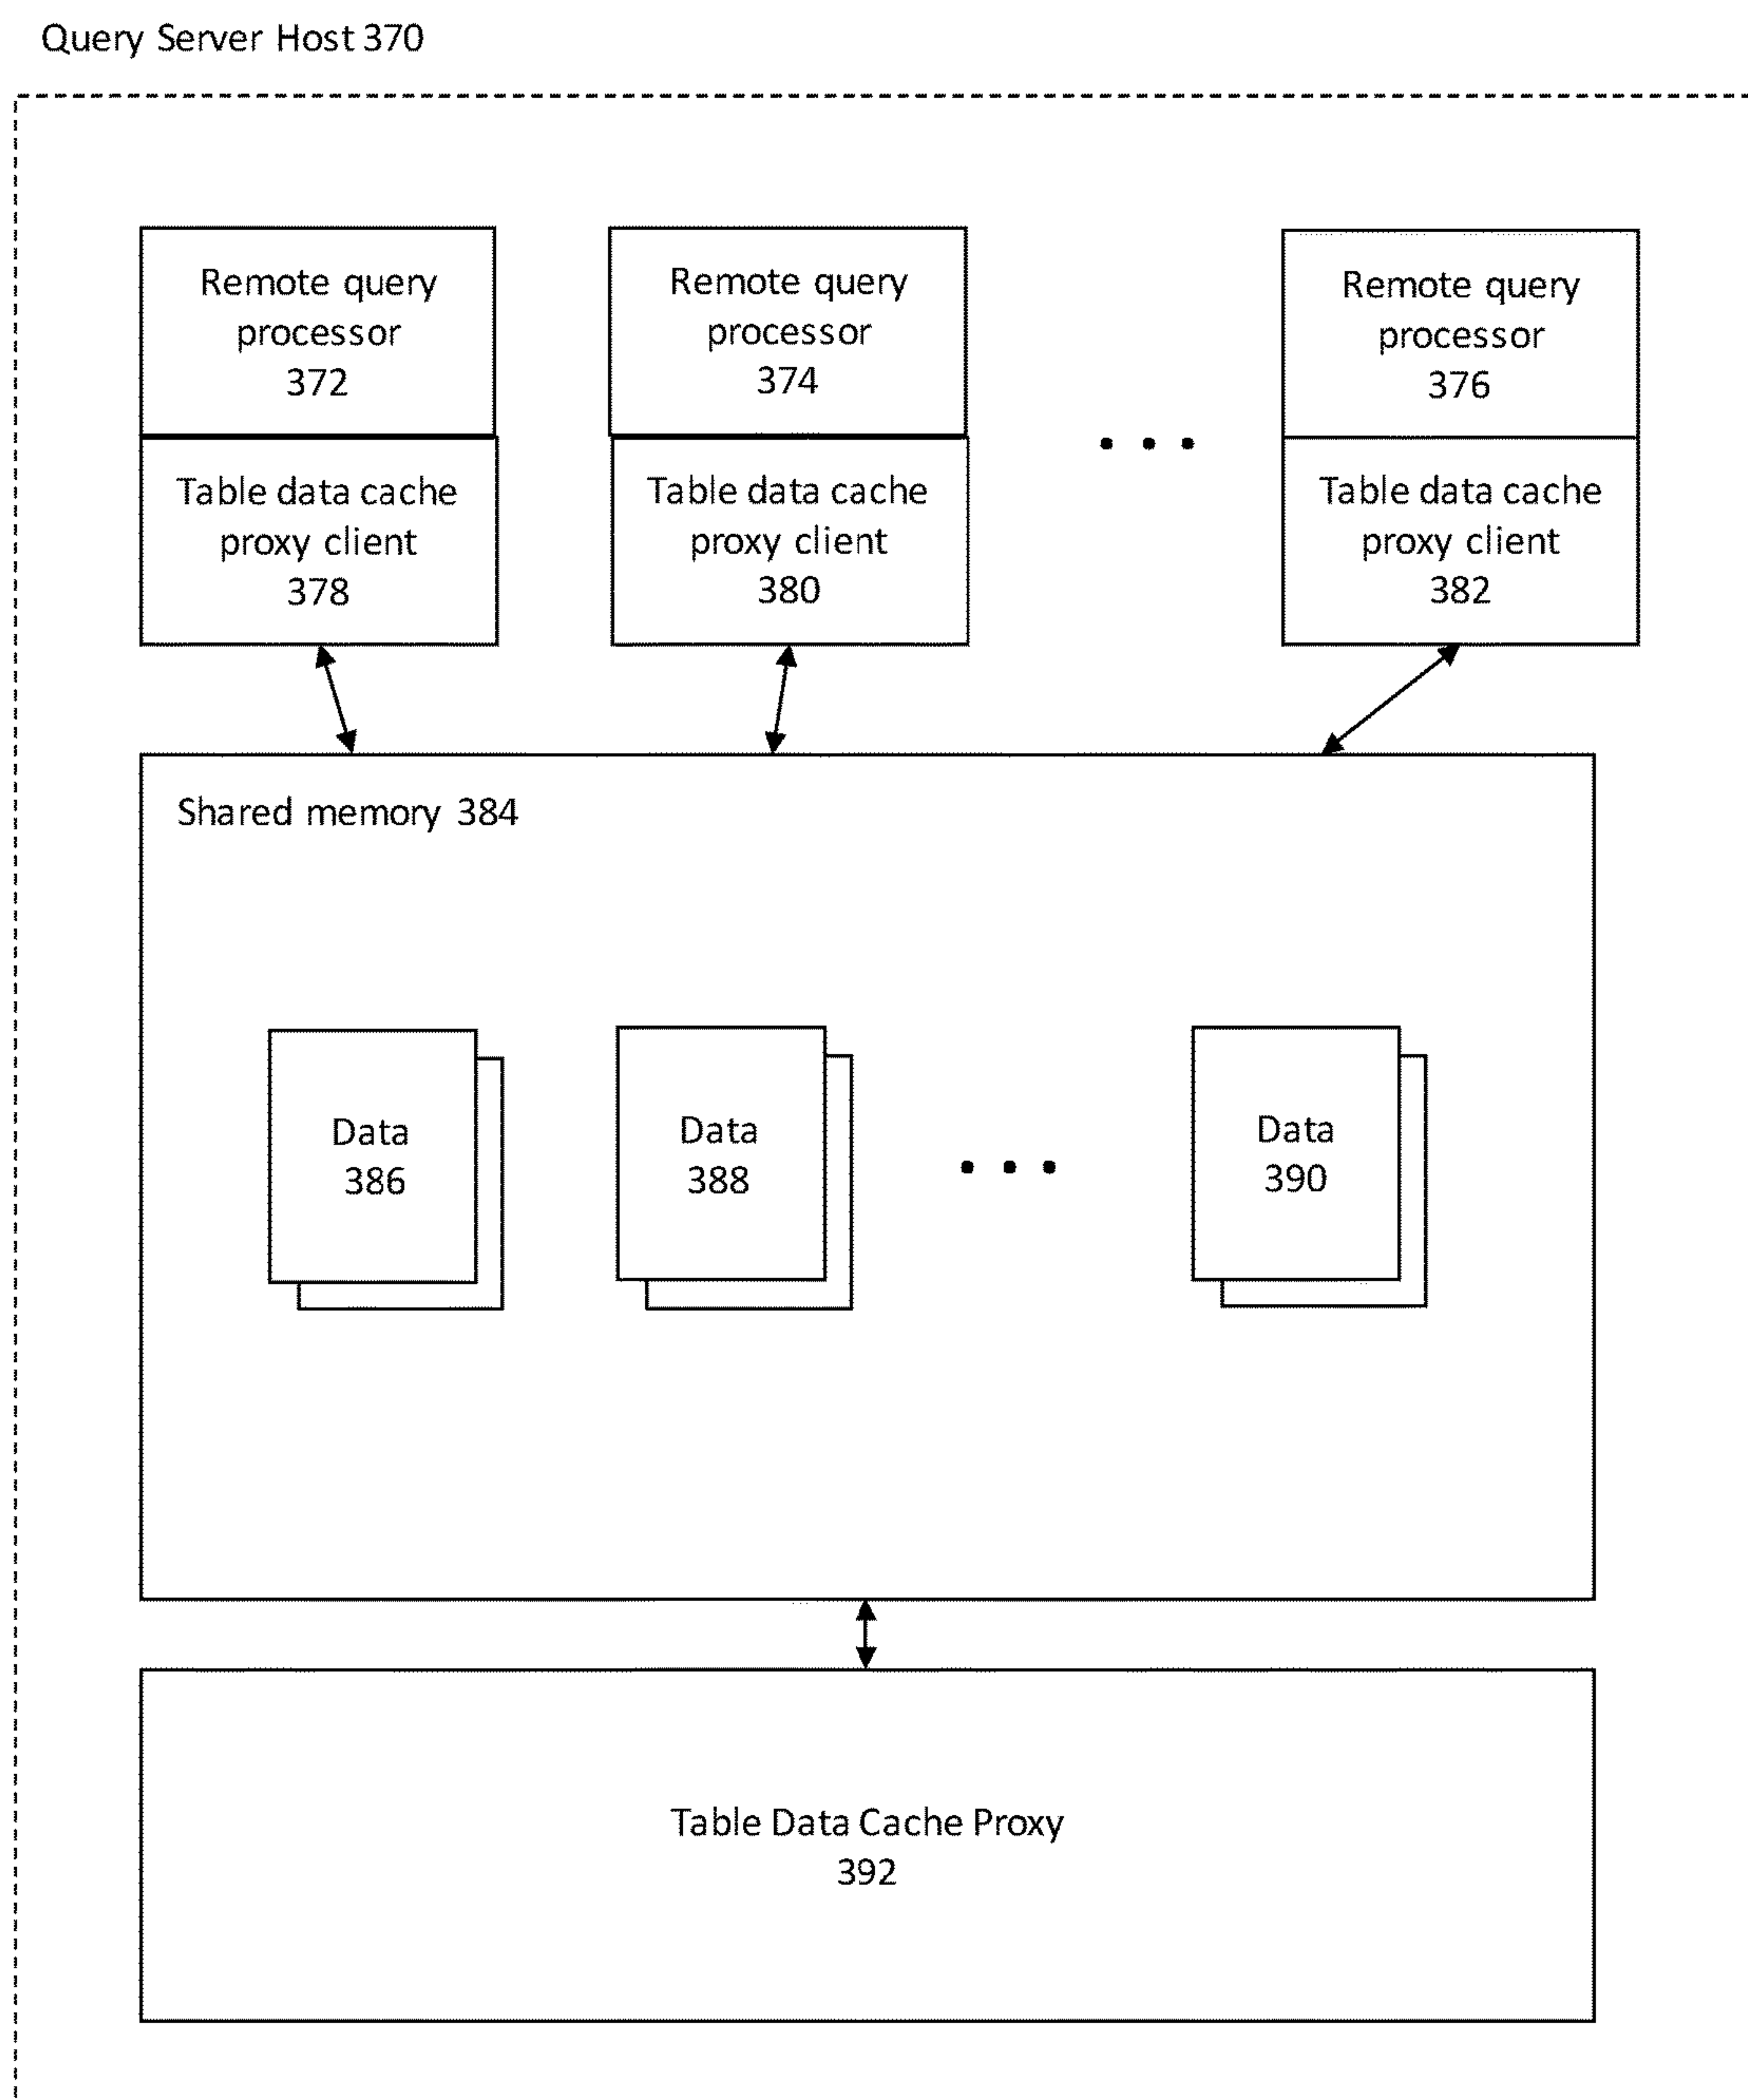 Query Server Host 370
Remote query
processor
372
Table data cache
proxy client
378
Remote query
processor
374
Table data cache
proxy client
380
Remote query
processor
376
Table data cache
proxy client
382
Shared memory 384
Data
386
Data
388
Data
390
Table Data Cache Proxy
392